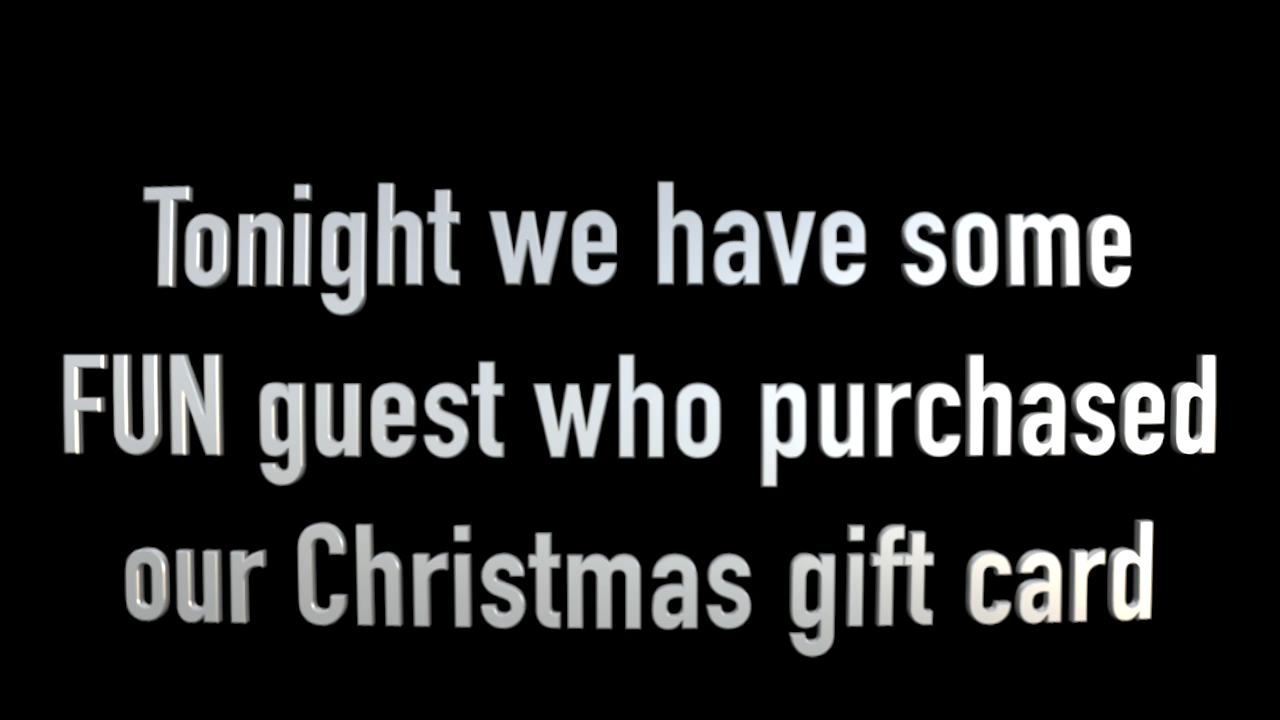 Tonight we have some
FUN guest who purchased
our Christmas gift card